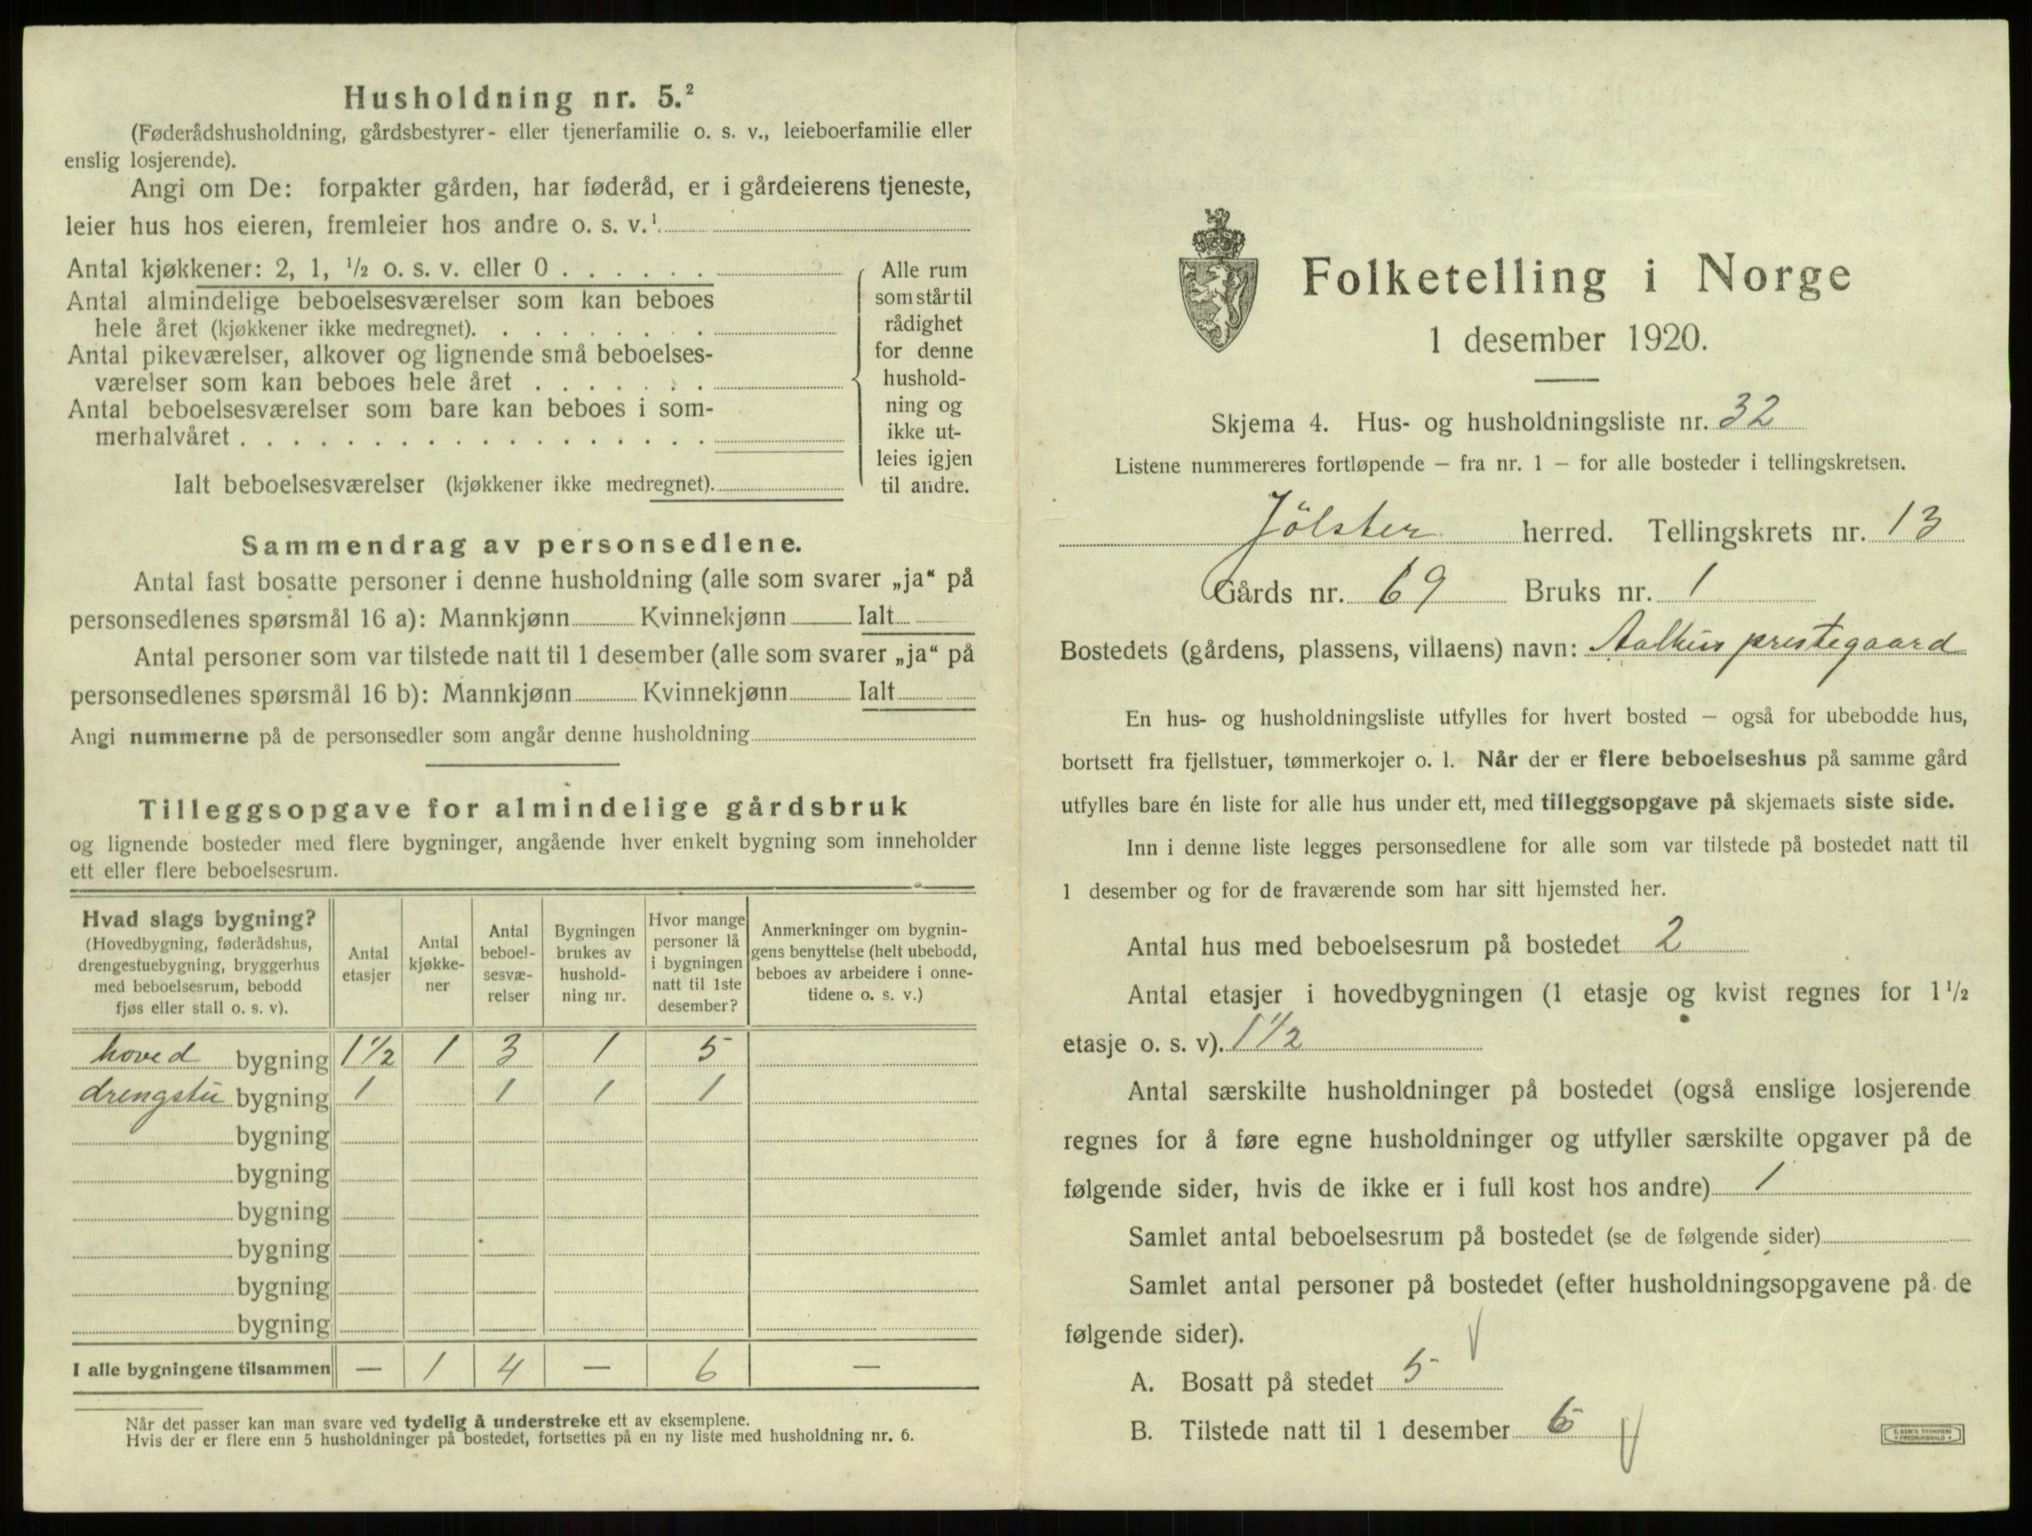 Husholdning nr. 5.²
(Føderådshusholdning, gårdsbestyrer- eller tjenerfamilie o. s. v., leieboerfamilie eller
enslig losjerende).
Angi om De: forpakter gården, har føderåd, er i gårdeierens tjeneste,
leier hus hos eieren, fremleier hos andre o. s. v.¹
Antal kjøkkener: 2, 1, ½ o. s. v. eller 0 . . . . . .
Antal almindelige beboelsesværelser som kan beboes
hele året (kjøkkener ikke medregnet). . . . . . . . .
Antal pikeværelser, alkover og lignende små beboelses-
værelser som kan beboes hele året . . . . . . .
Antal beboelsesværelser som bare kan beboes i som-
merhalvåret . . . . . . . . . . . . . . . . . .
Ialt beboelsesværelser (kjøkkener ikke medregnet).
Alle rum
som står til
rådighet
for denne
hushold-
ning og
ikke ut-
leies igjen
til andre.
Sammendrag av personsedlene.
Antal fast bosatte personer i denne husholdning (alle som svarer „ja“ på
personsedlenes spørsmål 16 a): Mannkjønn Kvinnekjønn Ialt
Antal personer som var tilstede natt til 1 desember (alle som svarer „ja“ på
personsedlenes spørsmål 16 b): Mannkjønn Kvinnekjønn Ialt
Angi nummerne på de personsedler som angår denne husholdning
Tilleggsopgave for almindelige gårdsbruk
og lignende bosteder med flere bygninger, angående hver enkelt bygning som inneholder
ett eller flere beboelsesrum.
Hvad slags bygning?
(Hovedbygning, føderådshus,
drengestuebygning, bryggerhus
med beboelsesrum, bebodd
fjøs eller stall o. s. v).
Antal
etasjer
Antal
kjøkke-
ner
Antal
beboel-
sesvæ-
relser
Bygningen
brukes av
hushold-
ning nr.
Hvor mange
personer lå
i bygningen
natt til 1ste
desember?
Anmerkninger om bygnin-
gens benyttelse (helt ubebodd,
beboes av arbeidere i onne-
tidene o. s. v.)
hoved bygning 1½ 1 3 1 5
drengstu bygning 1 1 1 1
bygning
bygning
bygning
bygning
bygning
bygning
I alle bygningene tilsammen — 1 4 — 6 —
Når det passer kan man svare ved tydelig å understreke ett av eksemplene.
Hvis der er flere enn 5 husholdninger på bostedet, fortsettes på en ny liste med husholdning nr. 6.
Folketelling i Norge
1 desember 1920.
Skjema 4. Hus- og husholdningsliste nr. 32
Listene nummereres fortløpende – fra nr. 1 – for alle bosteder i tellingskretsen.
Jölster herred. Tellingskrets nr. 13
Gårds nr. 69 Bruks nr. 1
Bostedets (gårdens, plassens, villaens) navn: Aalhus prestegaard
En hus- og husholdningsliste utfylles for hvert bosted – også for ubebodde hus,
bortsett fra fjellstuer, tømmerkojer o. l. Når der er flere beboelseshus på samme gård
utfylles bare én liste for alle hus under ett, med tilleggsopgave på skjemaets siste side.
Inn i denne liste legges personsedlene for alle som var tilstede på bostedet natt til
1 desember og for de fraværende som har sitt hjemsted her.
Antal hus med beboelsesrum på bostedet 2
Antal etasjer i hovedbygningen (1 etasje og kvist regnes for 1½
etasje o. s. v). 1½
Antal særskilte husholdninger på bostedet (også enslige losjerende
regnes for å føre egne husholdninger og utfyller særskilte opgaver på de
følgende sider, hvis de ikke er i full kost hos andre) 1
Samlet antal beboelsesrum på bostedet (se de følgende sider)
Samlet antal personer på bostedet (efter husholdningsopgavene på de
følgende sider).
A. Bosatt på stedet 5
B. Tilstede natt til 1 desember 6